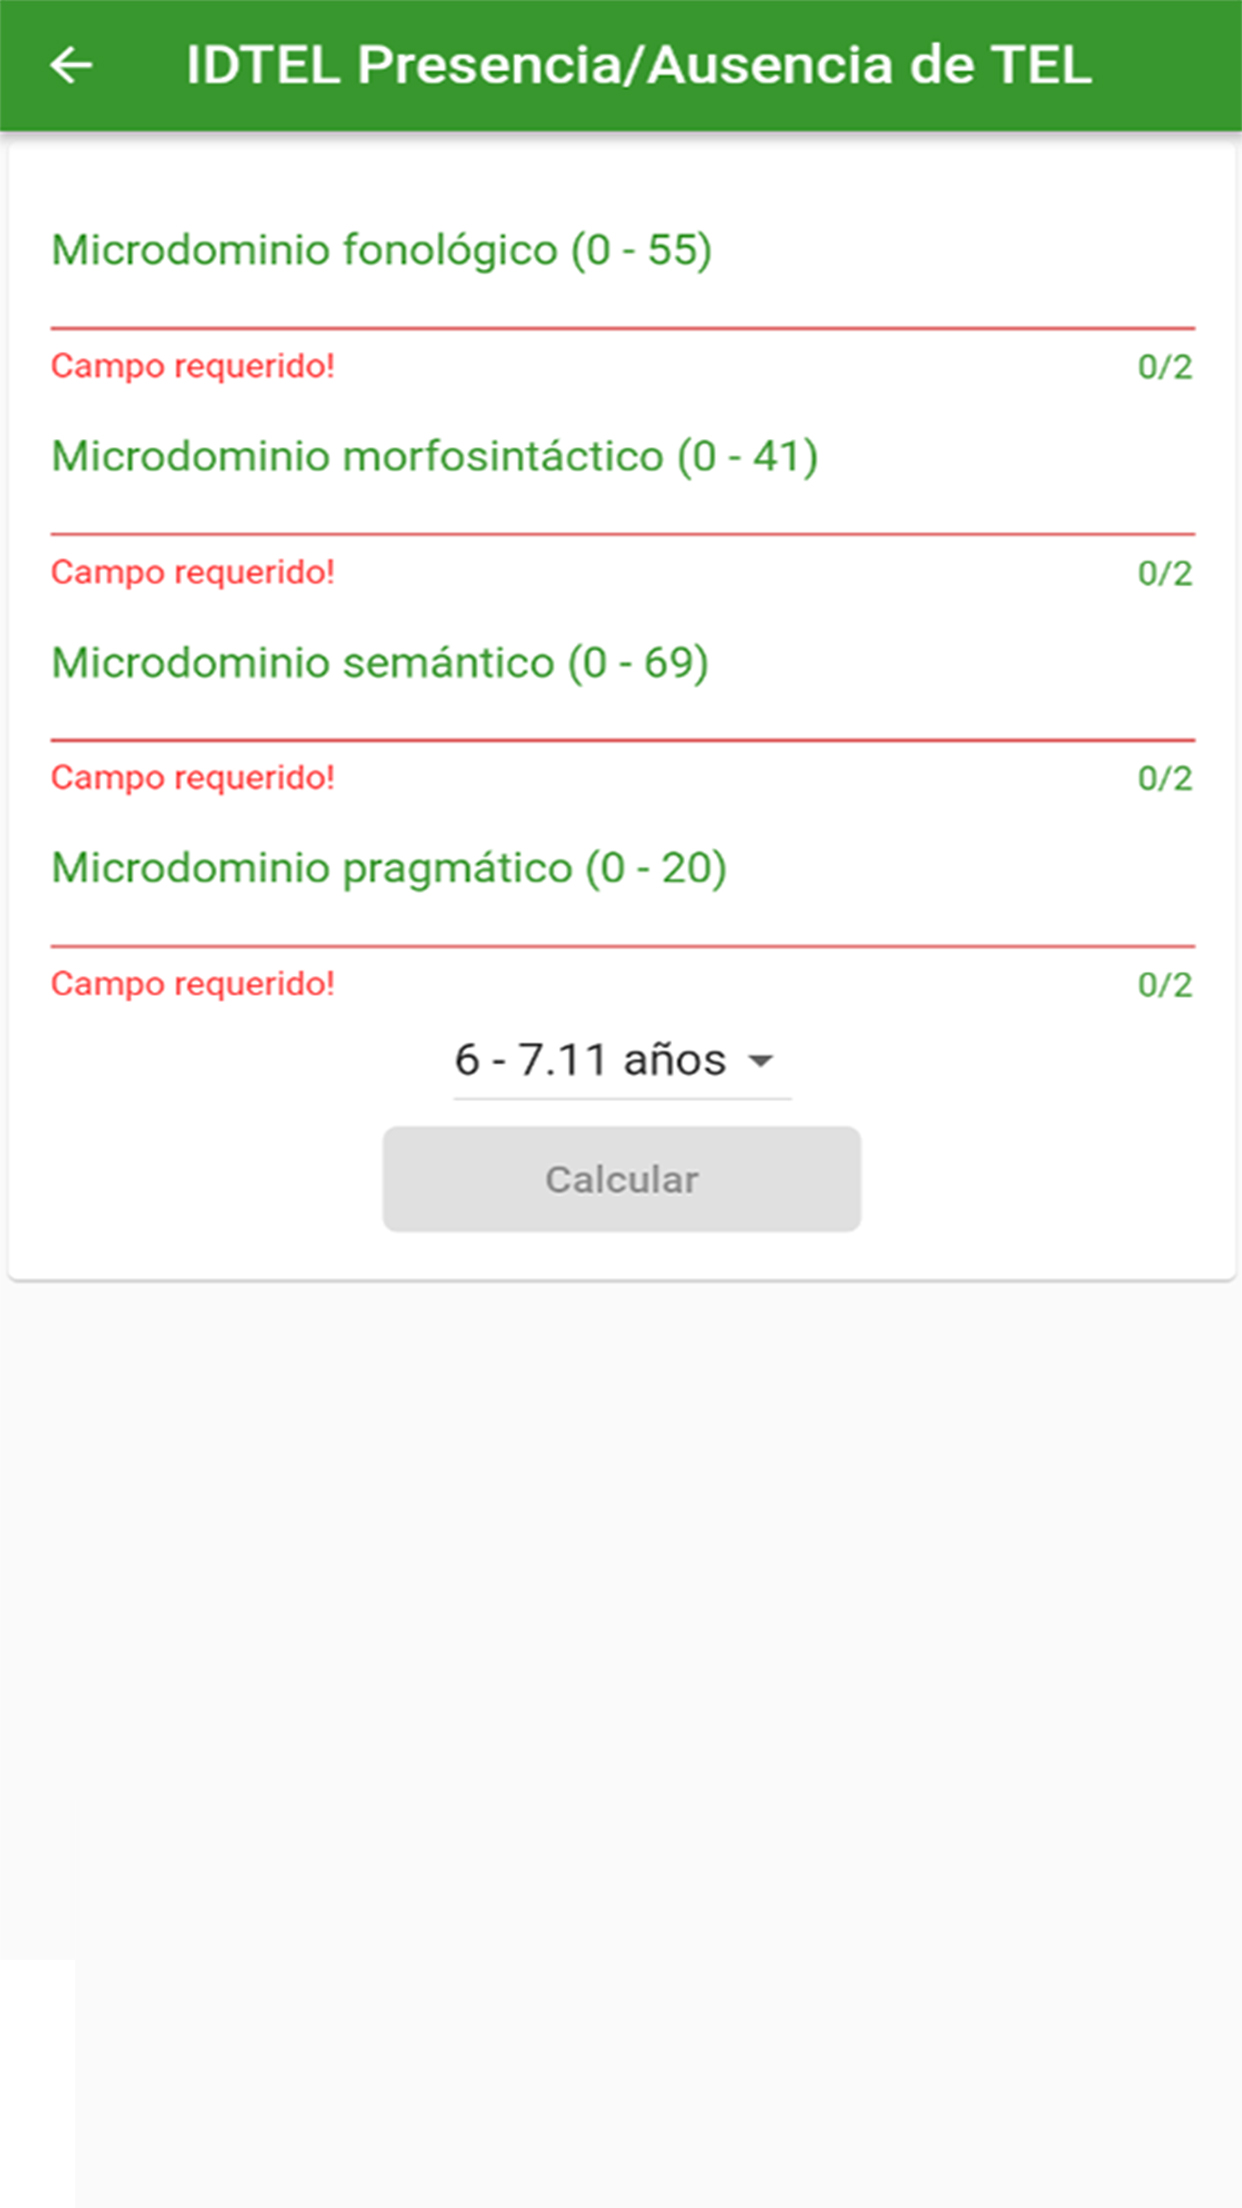 IDTEL Presencia/Ausencia de TEL
Microdominio fonológico (0 - 55)
Campo requerido! 0/2
Microdominio morfosintáctico (0 - 41)
Campo requerido! 0/2
Microdominio semántico (0 - 69)
Campo requerido! 0/2
Microdominio pragmático (0 - 20)
Campo requerido! 0/2
6 - 7.11 años
Calcular